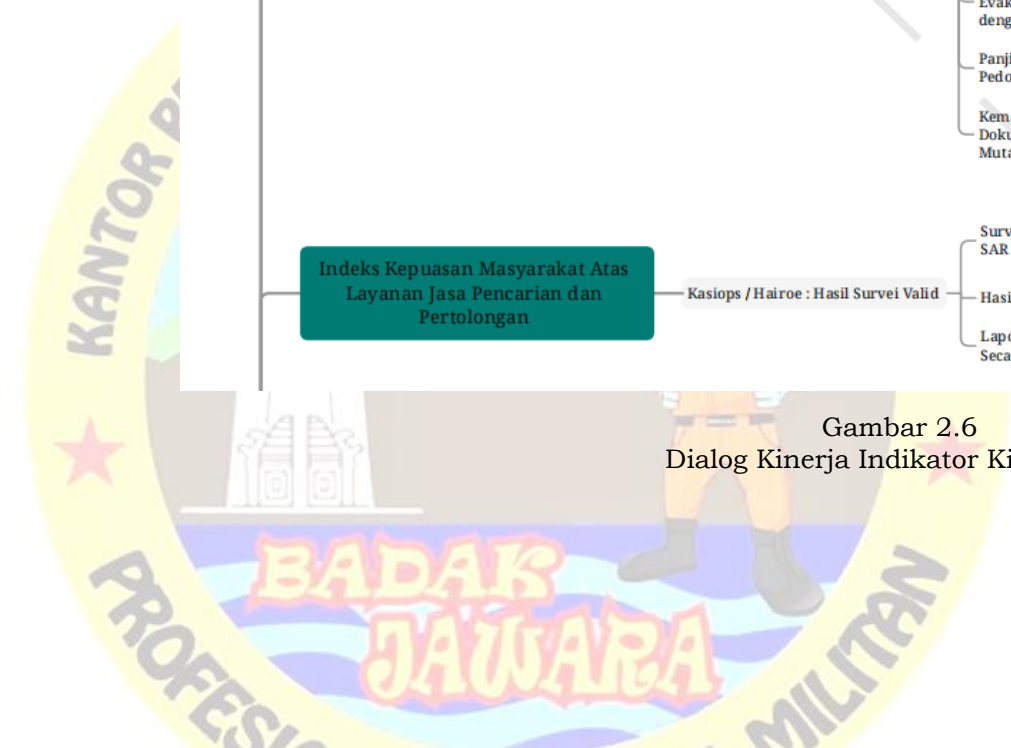 deng
Panji
Pedo
Kem
Doku
Muta
Indeks Kepuasan Masyarakat Atas
Layanan Jasa Pencarian dan
Pertolongan
Kasiops / Hairoe : Hasil Survei Valid
Surv
SAR
Hasi
Lapo
Seca
Gambar 2.6
Dialog Kinerja Indikator Ki
KANTOR
BADAK
JAWARA
PROFESI
MILITAN